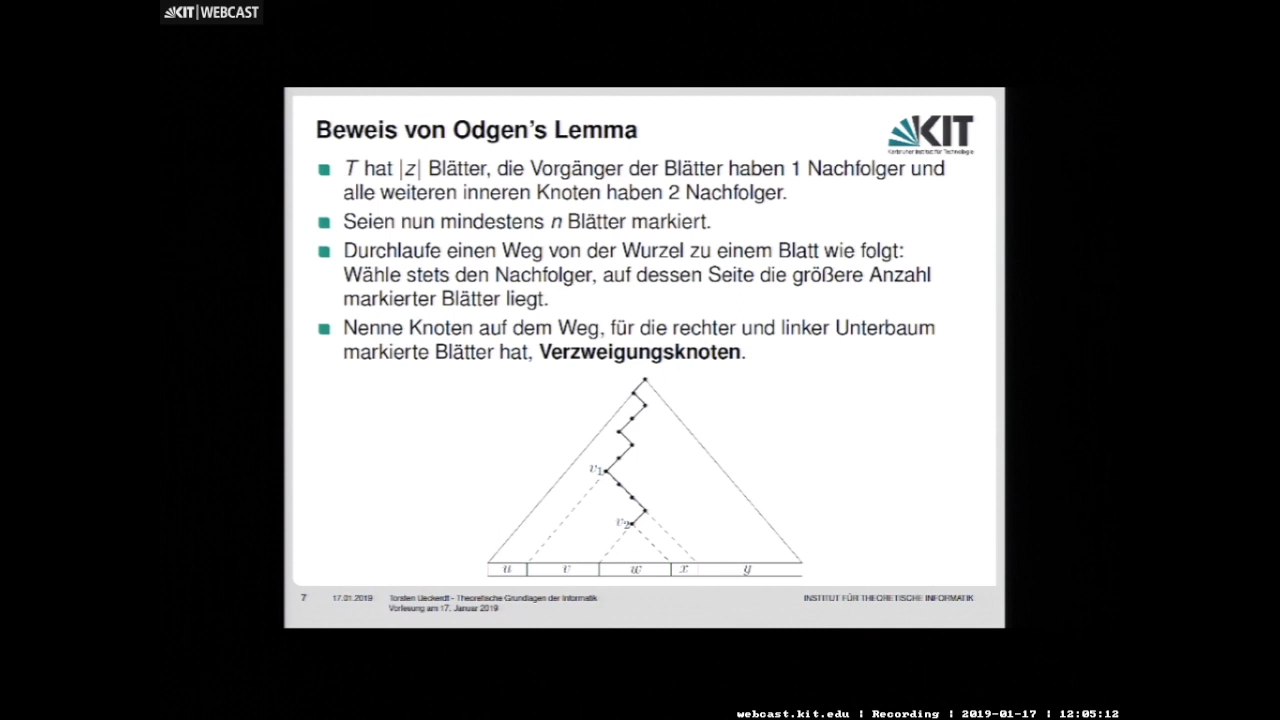 KIT WEBCAST
Beweis von Odgen's Lemma
KIT
Karlsruher Institut für Technologie
T hat |z| Blätter, die Vorgänger der Blätter haben 1 Nachfolger und
alle weiteren inneren Knoten haben 2 Nachfolger.
Seien nun mindestens n Blätter markiert.
Durchlaufe einen Weg von der Wurzel zu einem Blatt wie folgt:
Wähle stets den Nachfolger, auf dessen Seite die größere Anzahl
markierter Blätter liegt.
Nenne Knoten auf dem Weg, für die rechter und linker Unterbaum
markierte Blätter hat, Verzweigungsknoten.
v1
v2
u v w x y
7 17.01.2019 Torsten Ueckerdt - Theoretische Grundlagen der Informatik INSTITUT FÜR THEORETISCHE INFORMATIK
Vorlesung am 17. Januar 2019
webcast.kit.edu | Recording | 2019-01-17 | 12:05:12